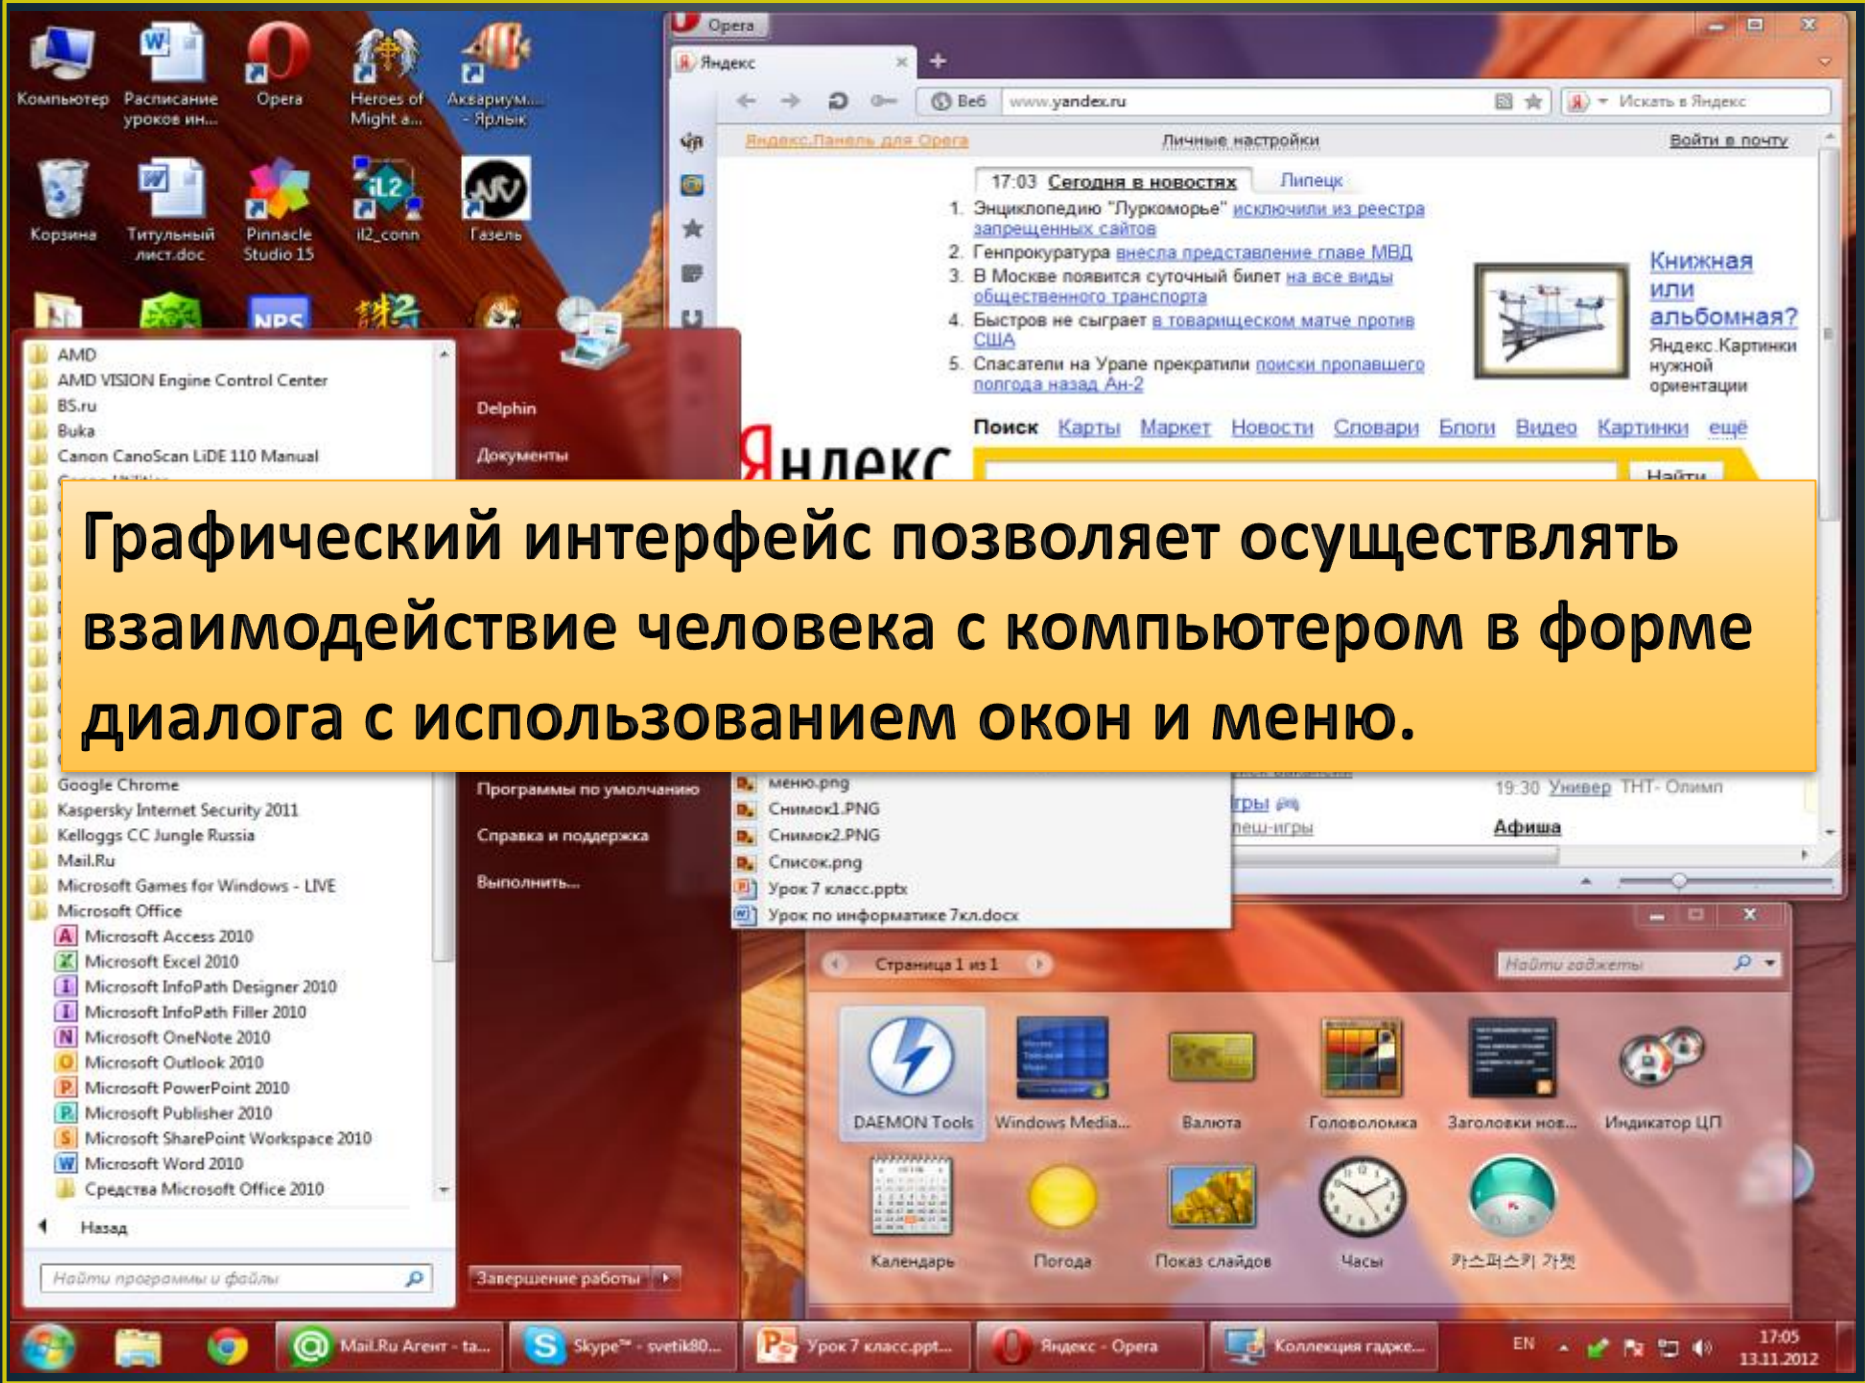 Компьютер
Расписание
уроков ин...
Opera
Heroes of
Might a...
Аквариум....
- Ярлык
Корзина
Титульный
лист.doc
Pinnacle
Studio 15
il2_conn
Газель
NPS
Opera
Яндекс
Веб www.yandex.ru
Искать в Яндекс
Яндекс.Панель для Opera
Личные настройки
Войти в почту
17:03 Сегодня в новостях Липецк
1. Энциклопедию "Луркоморье" исключили из реестра
запрещенных сайтов
2. Генпрокуратура внесла представление главе МВД
3. В Москве появится суточный билет на все виды
общественного транспорта
4. Быстров не сыграет в товарищеском матче против
США
5. Спасатели на Урале прекратили поиски пропавшего
полгода назад Ан-2
Книжная
или
альбомная?
Яндекс.Картинки
нужной
ориентации
Поиск Карты Маркет Новости Словари Блоги Видео Картинки ещё
Яндекс
Найти
AMD
AMD VISION Engine Control Center
BS.ru
Buka
Canon CanoScan LiDE 110 Manual
Delphin
Документы
Графический интерфейс позволяет осуществлять
взаимодействие человека с компьютером в форме
диалога с использованием окон и меню.
Google Chrome
Kaspersky Internet Security 2011
Kelloggs CC Jungle Russia
Mail.Ru
Microsoft Games for Windows - LIVE
Microsoft Office
Microsoft Access 2010
Microsoft Excel 2010
Microsoft InfoPath Designer 2010
Microsoft InfoPath Filler 2010
Microsoft OneNote 2010
Microsoft Outlook 2010
Microsoft PowerPoint 2010
Microsoft Publisher 2010
Microsoft SharePoint Workspace 2010
Microsoft Word 2010
Средства Microsoft Office 2010
Назад
Найти программы и файлы
Программы по умолчанию
Справка и поддержка
Выполнить...
Завершение работы
меню.png
Снимок1.PNG
Снимок2.PNG
Список.png
Урок 7 класс.pptx
Урок по информатике 7кл.docx
19:30 Универ ТНТ- Олимп
Афиша
Страница 1 из 1
Найти гаджеты
DAEMON Tools
Windows Media...
Валюта
Головоломка
Заголовки нов...
Индикатор ЦП
Календарь
Погода
Показ слайдов
Часы
카스퍼스키 가젯
Mail.Ru Агент - ta...
Skype™ - svetik80...
Урок 7 класс.ppt...
Яндекс - Opera
Коллекция гадже...
EN
17:05
13.11.2012